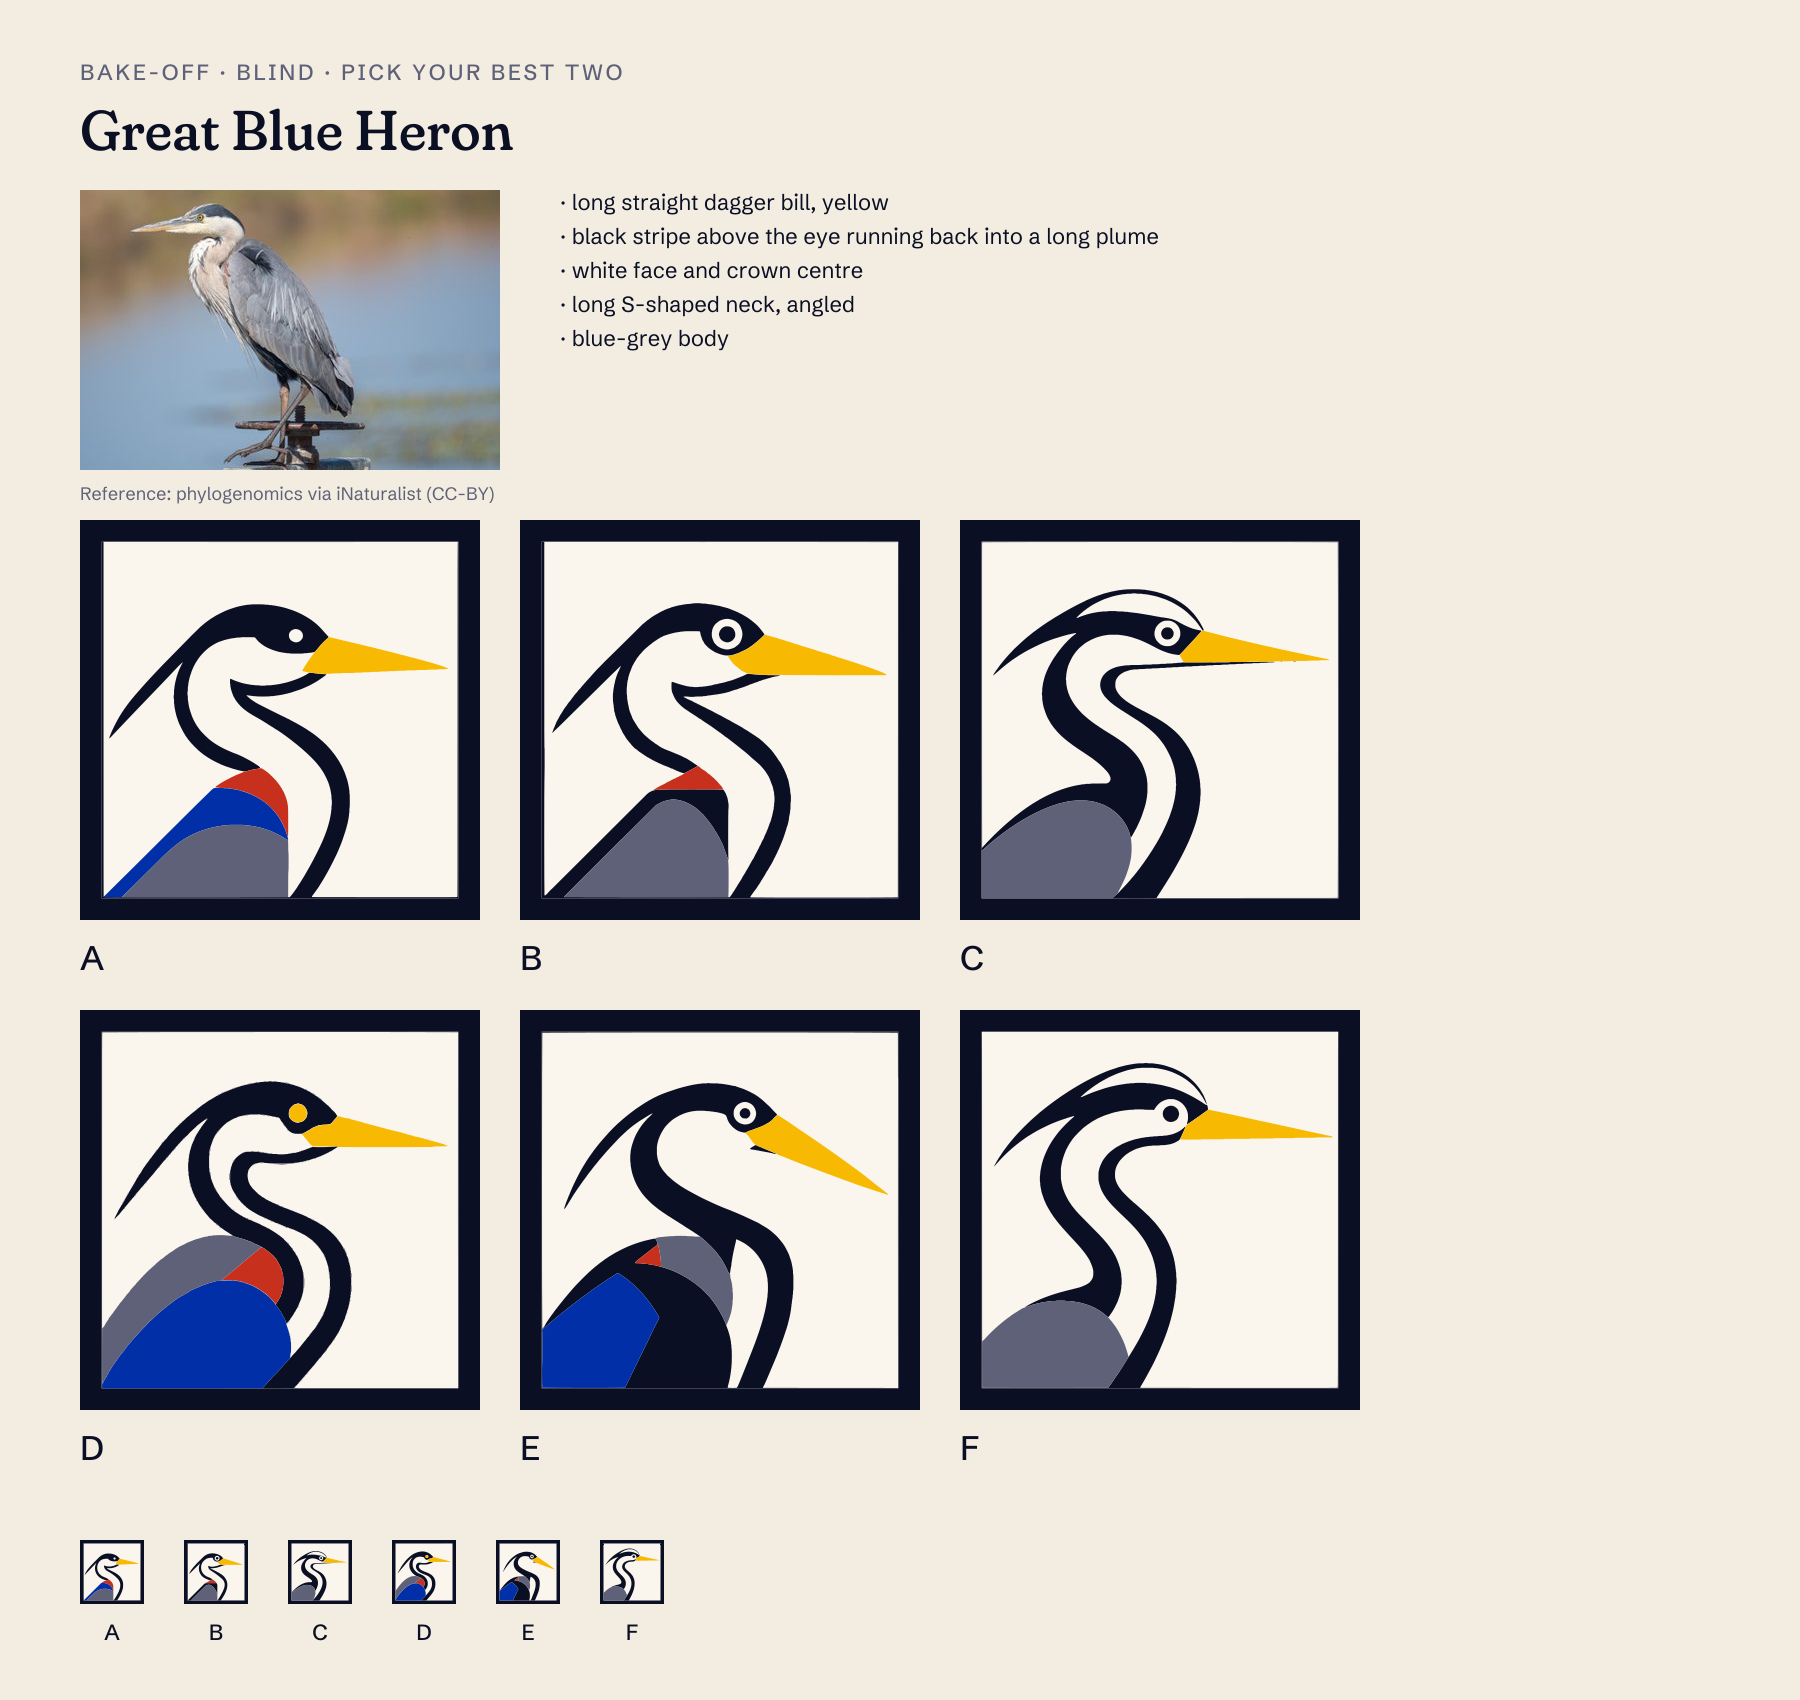 BAKE-OFF · BLIND · PICK YOUR BEST TWO
Great Blue Heron
· long straight dagger bill, yellow
· black stripe above the eye running back into a long plume
· white face and crown centre
· long S-shaped neck, angled
· blue-grey body
Reference: phylogenomics via iNaturalist (CC-BY)
A
B
C
D
E
F
A
B
C
D
E
F